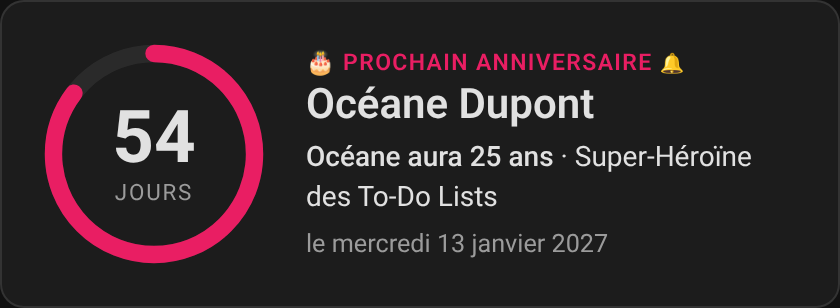 54
JOURS
🎂 PROCHAIN ANNIVERSAIRE 🔔
Océane Dupont
Océane aura 25 ans · Super-Héroïne
des To-Do Lists
le mercredi 13 janvier 2027